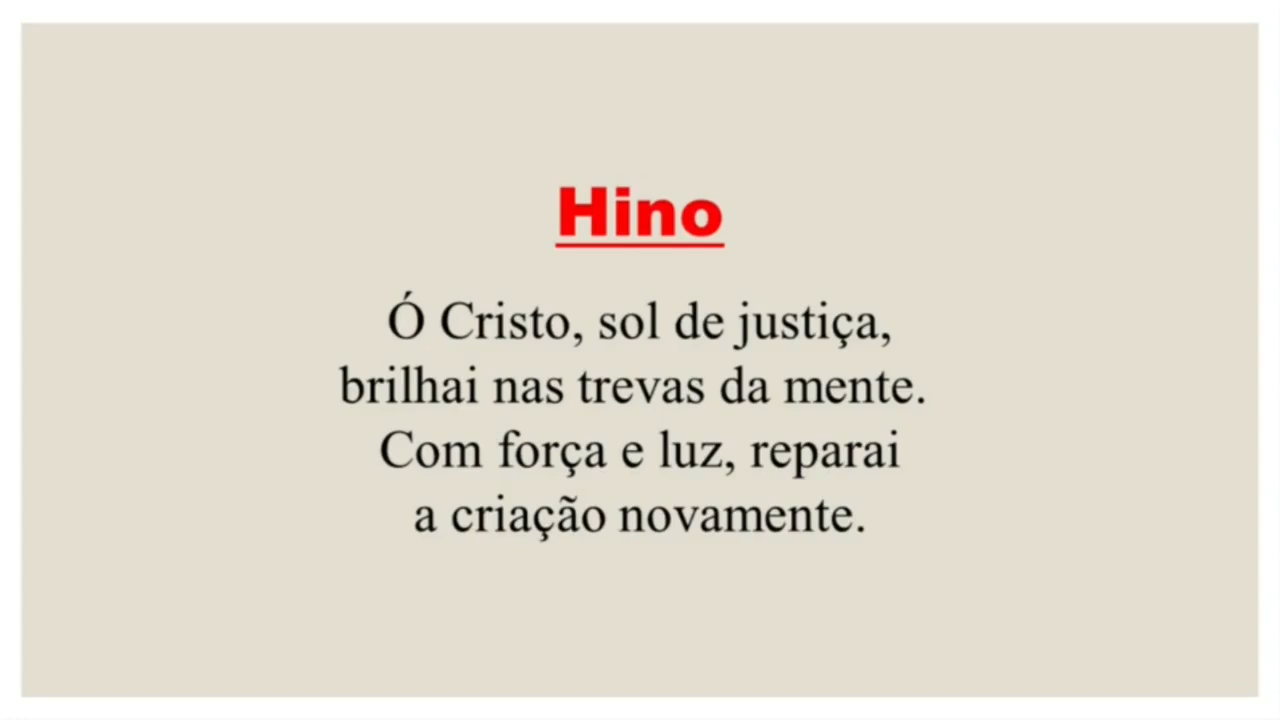 Hino
Ó Cristo, sol de justiça,
brilhai nas trevas da mente.
Com força e luz, reparai
a criação novamente.